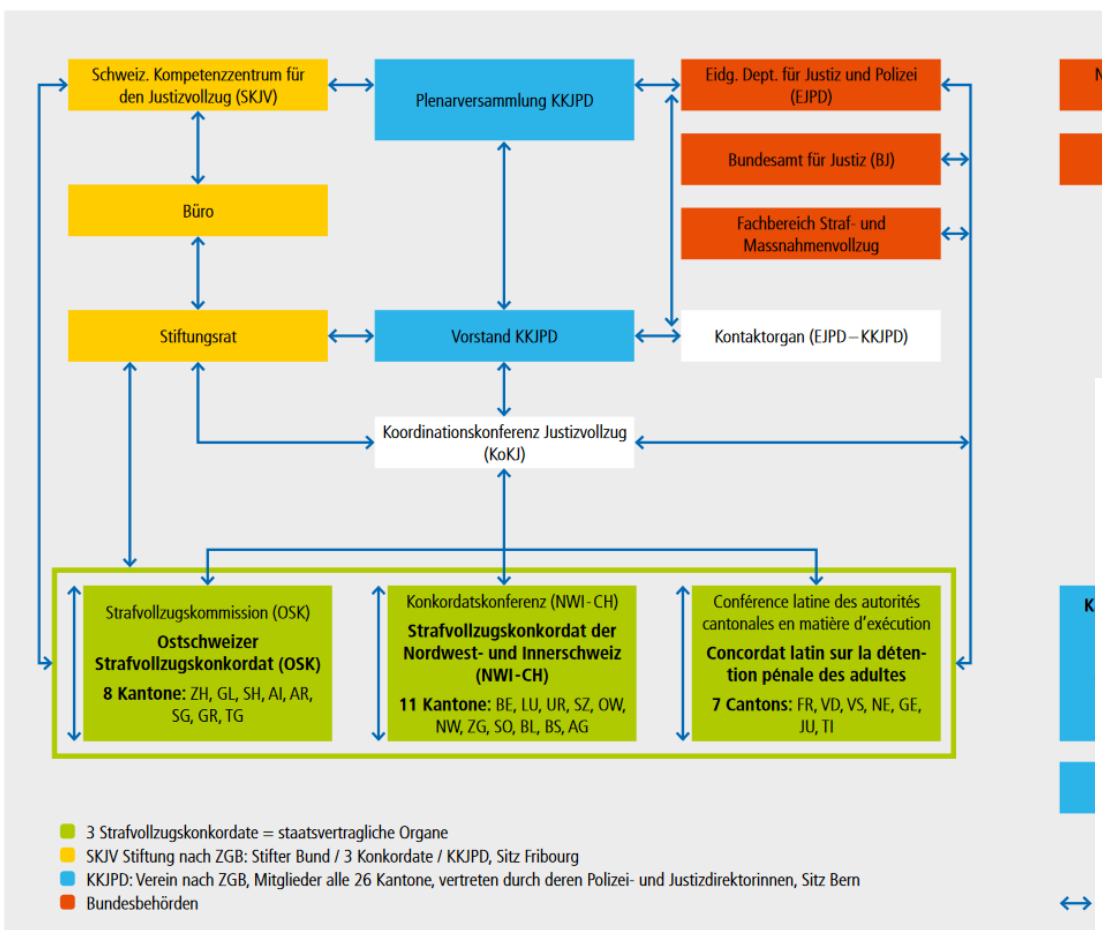 Schweiz. Kompetenzzentrum für
den Justizvollzug (SKJV)
Plenarversammlung KKJPD
Eidg. Dept. für Justiz und Polizei
(EJPD)
Bundesamt für Justiz (BJ)
Büro
Fachbereich Straf- und
Massnahmenvollzug
Stiftungsrat
Vorstand KKJPD
Kontaktorgan (EJPD – KKJPD)
Koordinationskonferenz Justizvollzug
(KoKJ)
Strafvollzugskommission (OSK)
Ostschweizer
Strafvollzugskonkordat (OSK)
8 Kantone: ZH, GL, SH, AI, AR,
SG, GR, TG
Konkordatskonferenz (NWI-CH)
Strafvollzugskonkordat der
Nordwest- und Innerschweiz
(NWI-CH)
11 Kantone: BE, LU, UR, SZ, OW,
NW, ZG, SO, BL, BS, AG
Conférence latine des autorités
cantonales en matière d’exécution
Concordat latin sur la déten-
tion pénale des adultes
7 Cantons: FR, VD, VS, NE, GE,
JU, TI
3 Strafvollzugskonkordate = staatsvertragliche Organe
SKJV Stiftung nach ZGB: Stifter Bund / 3 Konkordate / KKJPD, Sitz Fribourg
KKJPD: Verein nach ZGB, Mitglieder alle 26 Kantone, vertreten durch deren Polizei- und Justizdirektorinnen, Sitz Bern
Bundesbehörden